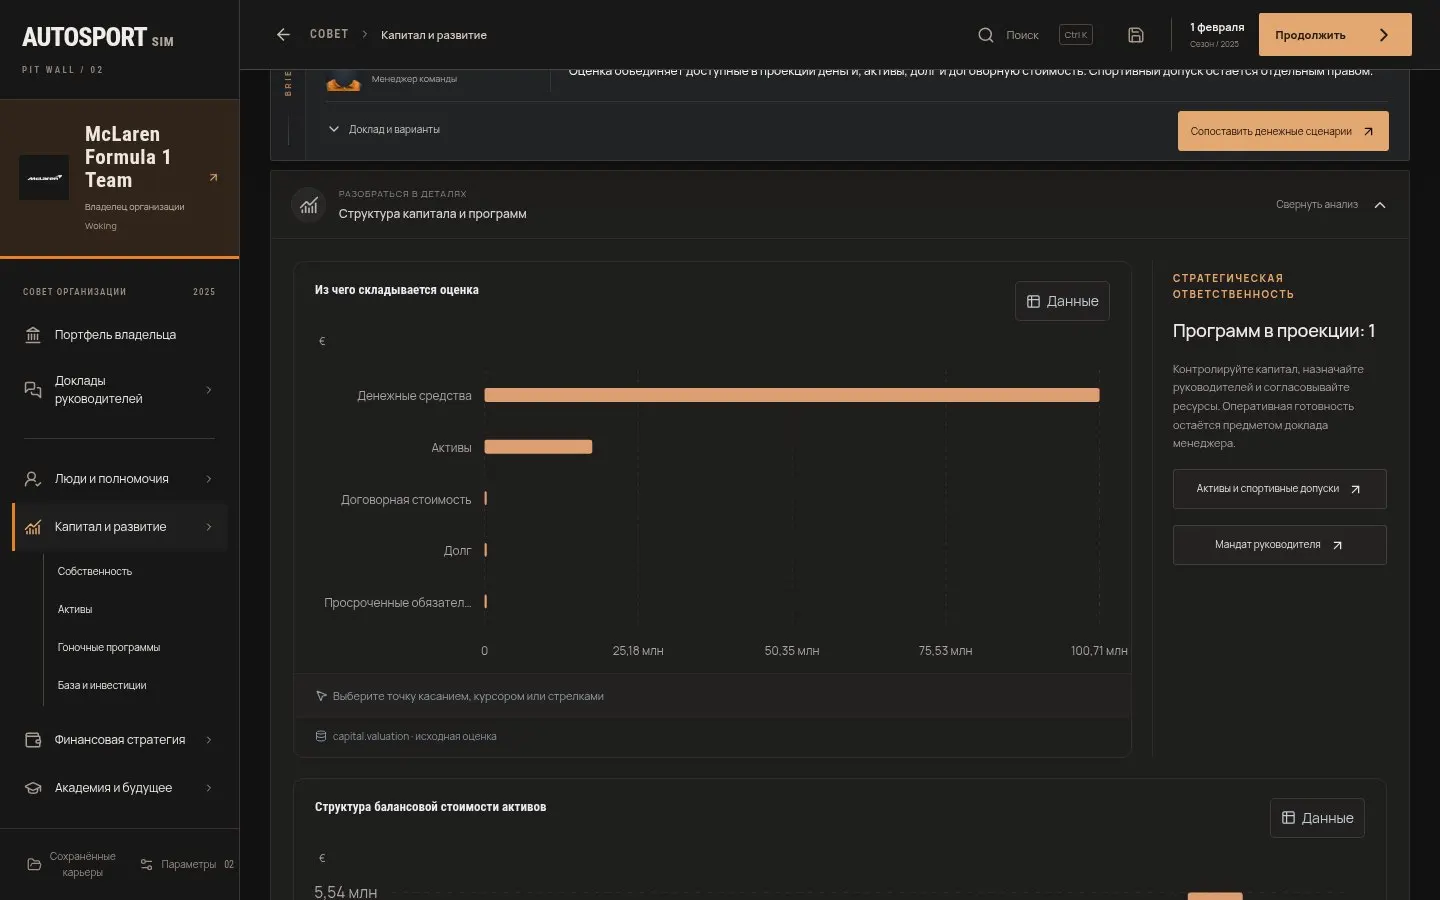 AUTOSPORT SIM
PIT WALL / 02
McLaren
Formula 1
Team
Владелец организации
Woking
McLaren
СОВЕТ ОРГАНИЗАЦИИ 2025
Портфель владельца
Доклады
руководителей
Люди и полномочия
Капитал и развитие
Собственность
Активы
Гоночные программы
База и инвестиции
Финансовая стратегия
Академия и будущее
Сохранённые
карьеры
Параметры 02
СОВЕТ
Капитал и развитие
Поиск
Ctrl K
1 февраля
Сезон / 2025
Продолжить
BRIE
Менеджер команды
Оценка объединяет доступные в проекции деньги, активы, долг и договорную стоимость. Спортивный допуск остаётся отдельным правом.
Доклад и варианты
Сопоставить денежные сценарии
РАЗОБРАТЬСЯ В ДЕТАЛЯХ
Структура капитала и программ
Свернуть анализ
Из чего складывается оценка
Данные
€
Денежные средства
Активы
Договорная стоимость
Долг
Просроченные обязател…
0 25,18 млн 50,35 млн 75,53 млн 100,71 млн
Выберите точку касанием, курсором или стрелками
capital.valuation · исходная оценка
СТРАТЕГИЧЕСКАЯ
ОТВЕТСТВЕННОСТЬ
Программ в проекции: 1
Контролируйте капитал, назначайте
руководителей и согласовывайте
ресурсы. Оперативная готовность
остаётся предметом доклада
менеджера.
Активы и спортивные допуски
Мандат руководителя
Структура балансовой стоимости активов
Данные
€
5,54 млн